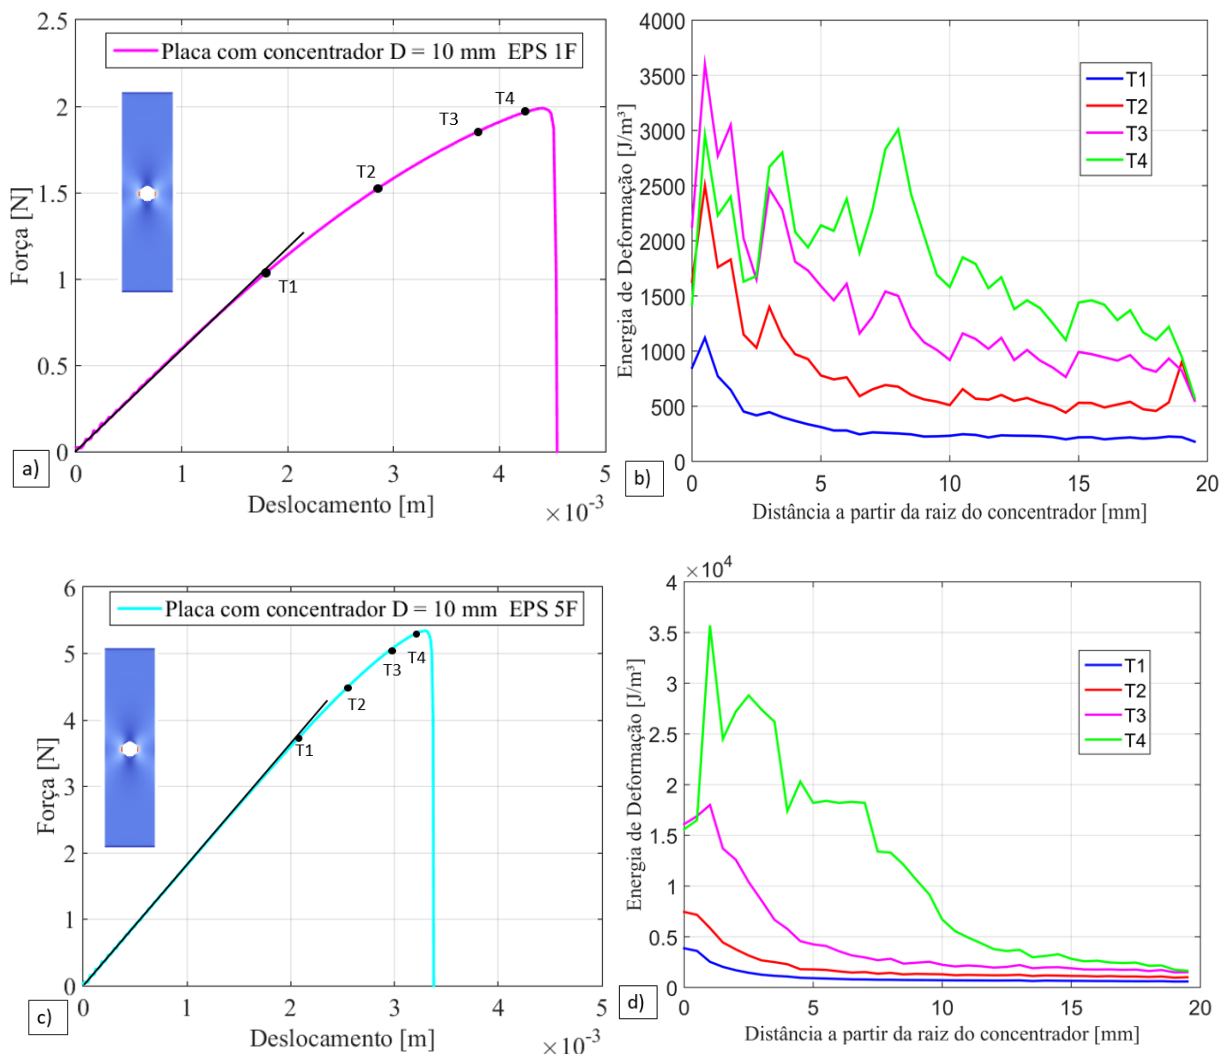 Placa com concentrador D = 10 mm  EPS 1F
Força [N]
2.5
2
1.5
1
0.5
0
T1
T2
T3
T4
0
1
2
3
4
5
×10⁻³
Deslocamento [m]
a)
Energia de Deformação [J/m³]
4000
3500
3000
2500
2000
1500
1000
500
0
T1
T2
T3
T4
0
5
10
15
20
Distância a partir da raiz do concentrador [mm]
b)
Placa com concentrador D = 10 mm  EPS 5F
Força [N]
6
5
4
3
2
1
0
T1
T2
T3
T4
0
1
2
3
4
5
×10⁻³
Deslocamento [m]
c)
×10⁴
Energia de Deformação [J/m³]
4
3.5
3
2.5
2
1.5
1
0.5
0
T1
T2
T3
T4
0
5
10
15
20
Distância a partir da raiz do concentrador [mm]
d)